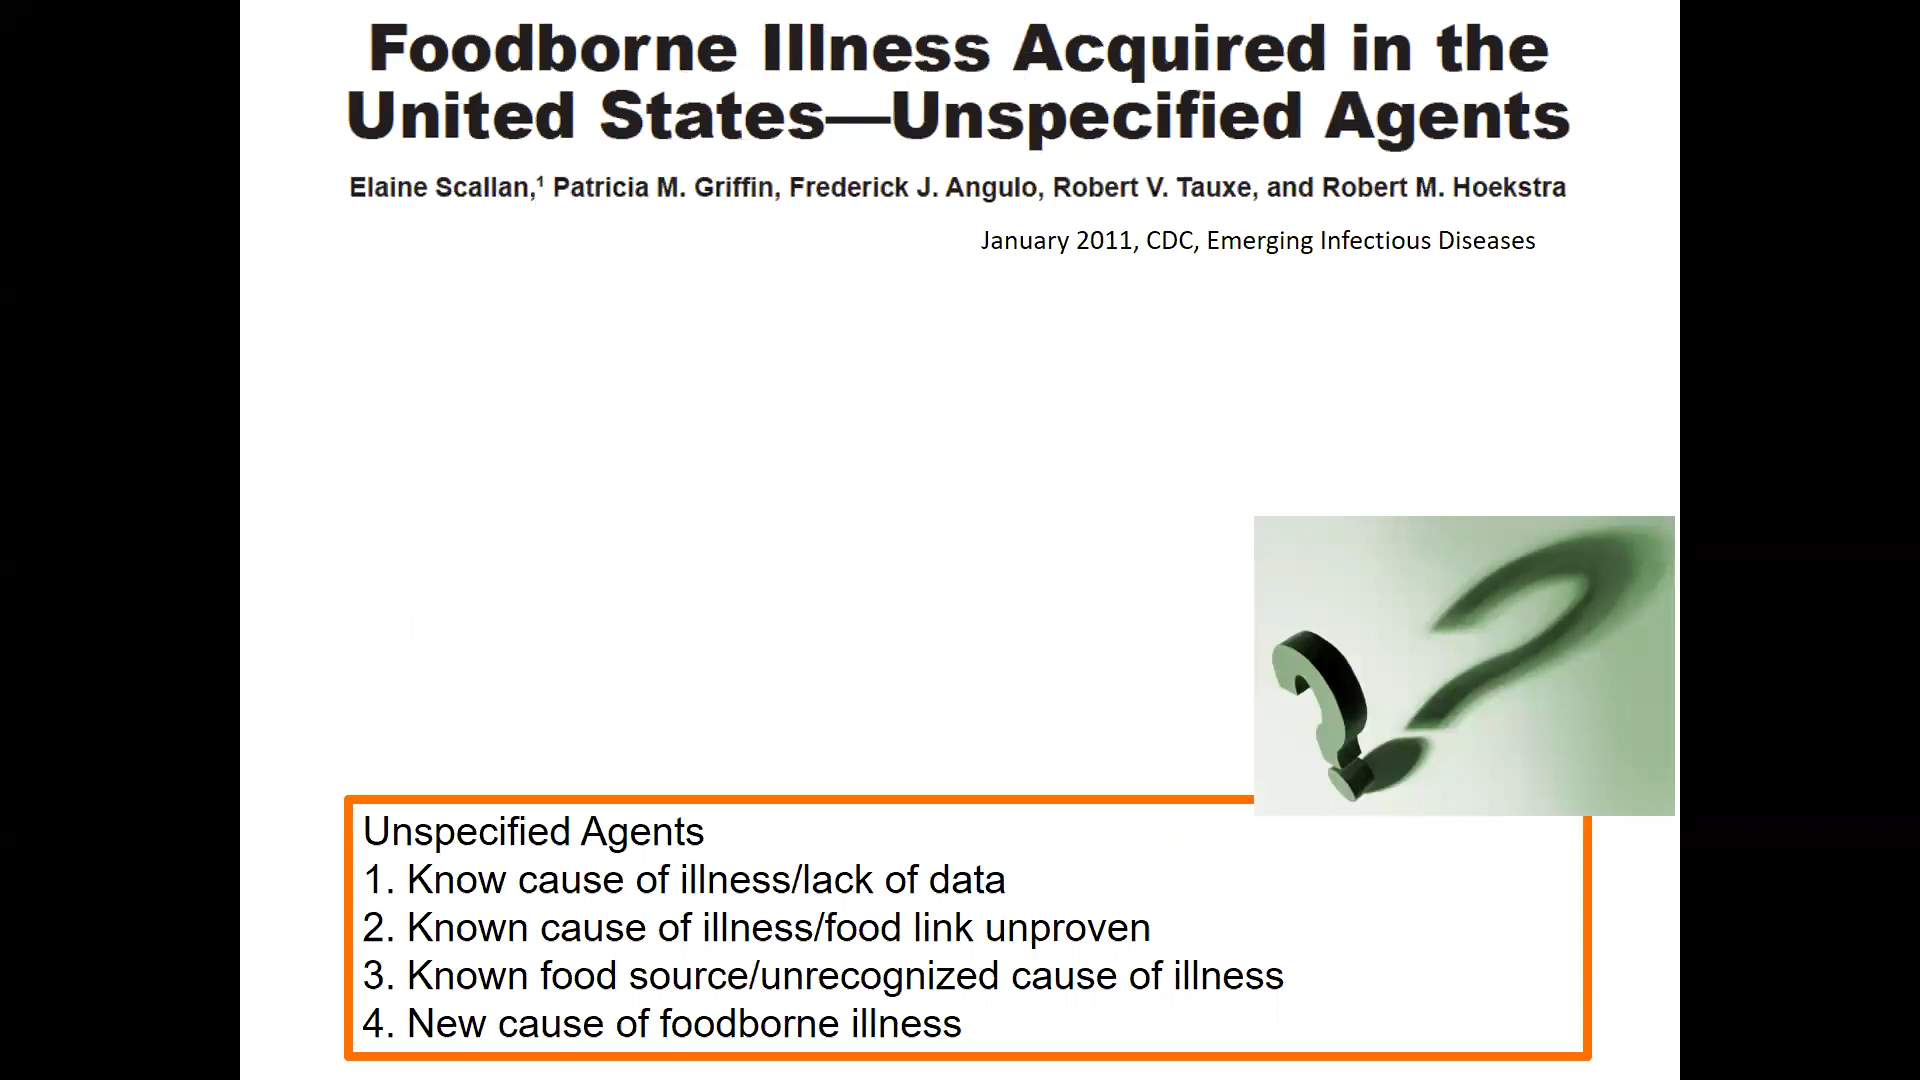 Foodborne Illness Acquired in the
United States—Unspecified Agents
Elaine Scallan,¹ Patricia M. Griffin, Frederick J. Angulo, Robert V. Tauxe, and Robert M. Hoekstra
January 2011, CDC, Emerging Infectious Diseases
Unspecified Agents
1. Know cause of illness/lack of data
2. Known cause of illness/food link unproven
3. Known food source/unrecognized cause of illness
4. New cause of foodborne illness